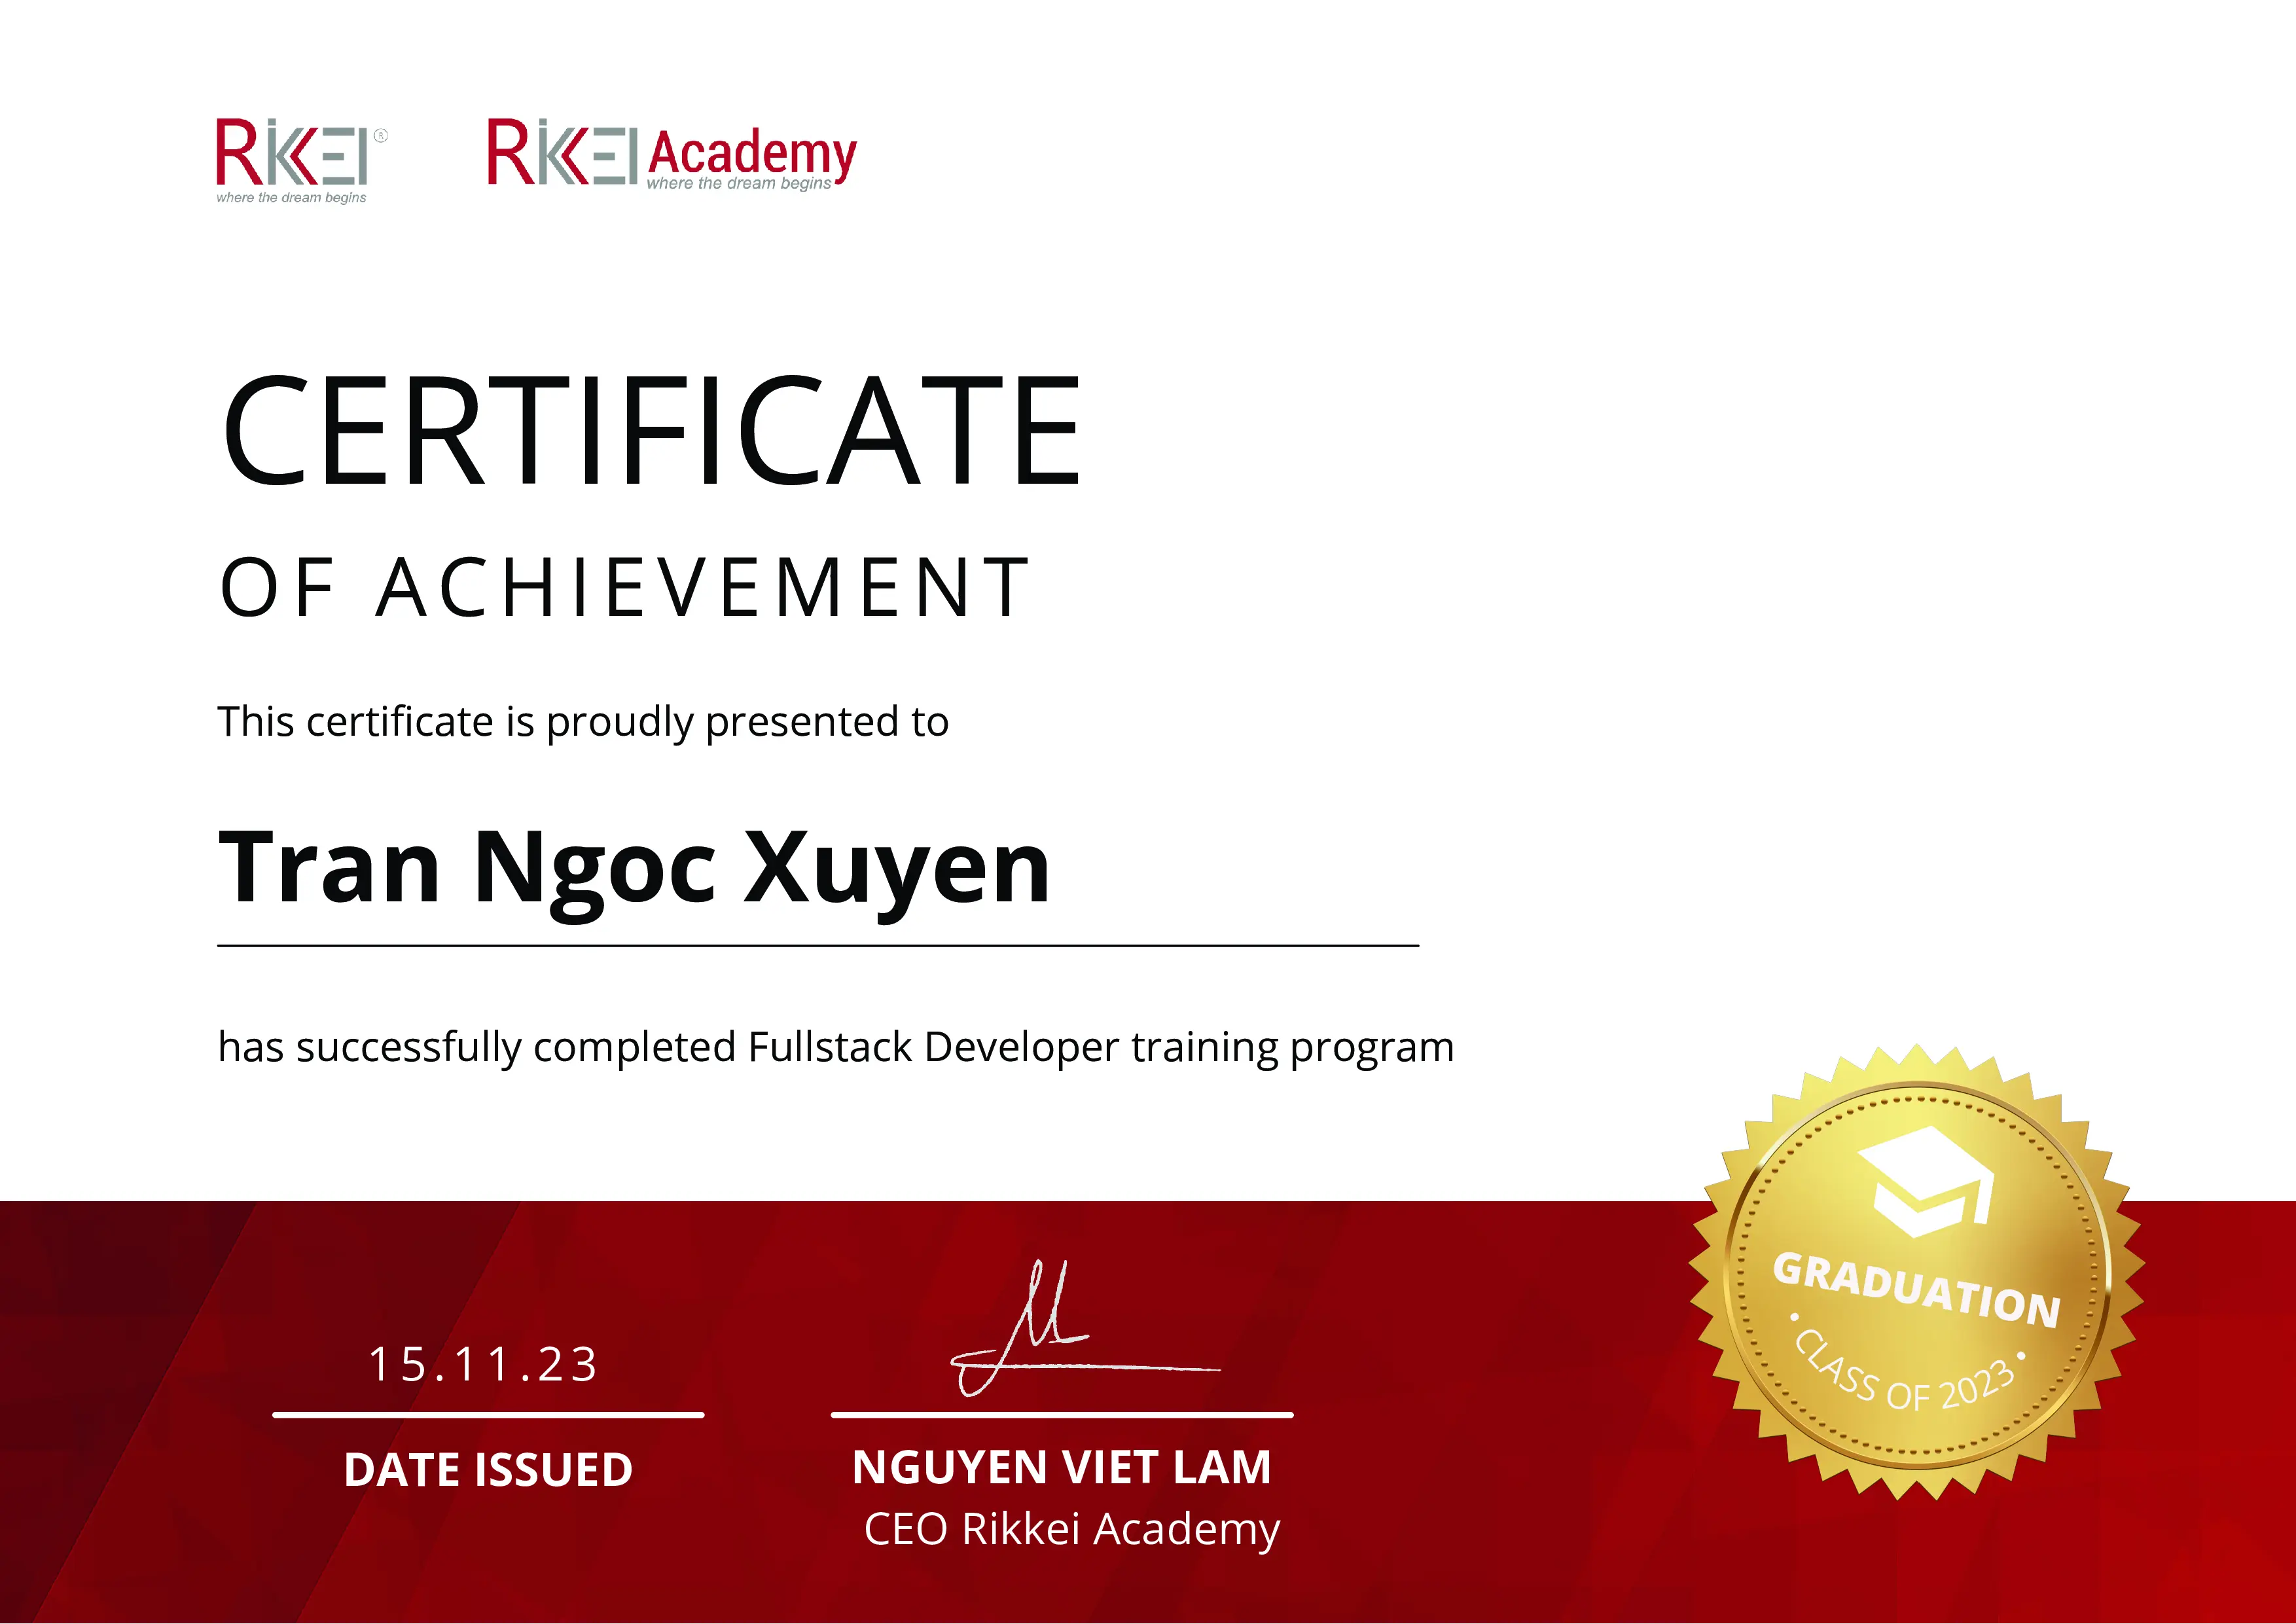 RIKKEI®
where the dream begins
RIKKEI Academy
where the dream begins
CERTIFICATE
OF ACHIEVEMENT
This certificate is proudly presented to
Tran Ngoc Xuyen
has successfully completed Fullstack Developer training program
GRADUATION
• CLASS OF 2023 •
15.11.23
DATE ISSUED
NGUYEN VIET LAM
CEO Rikkei Academy